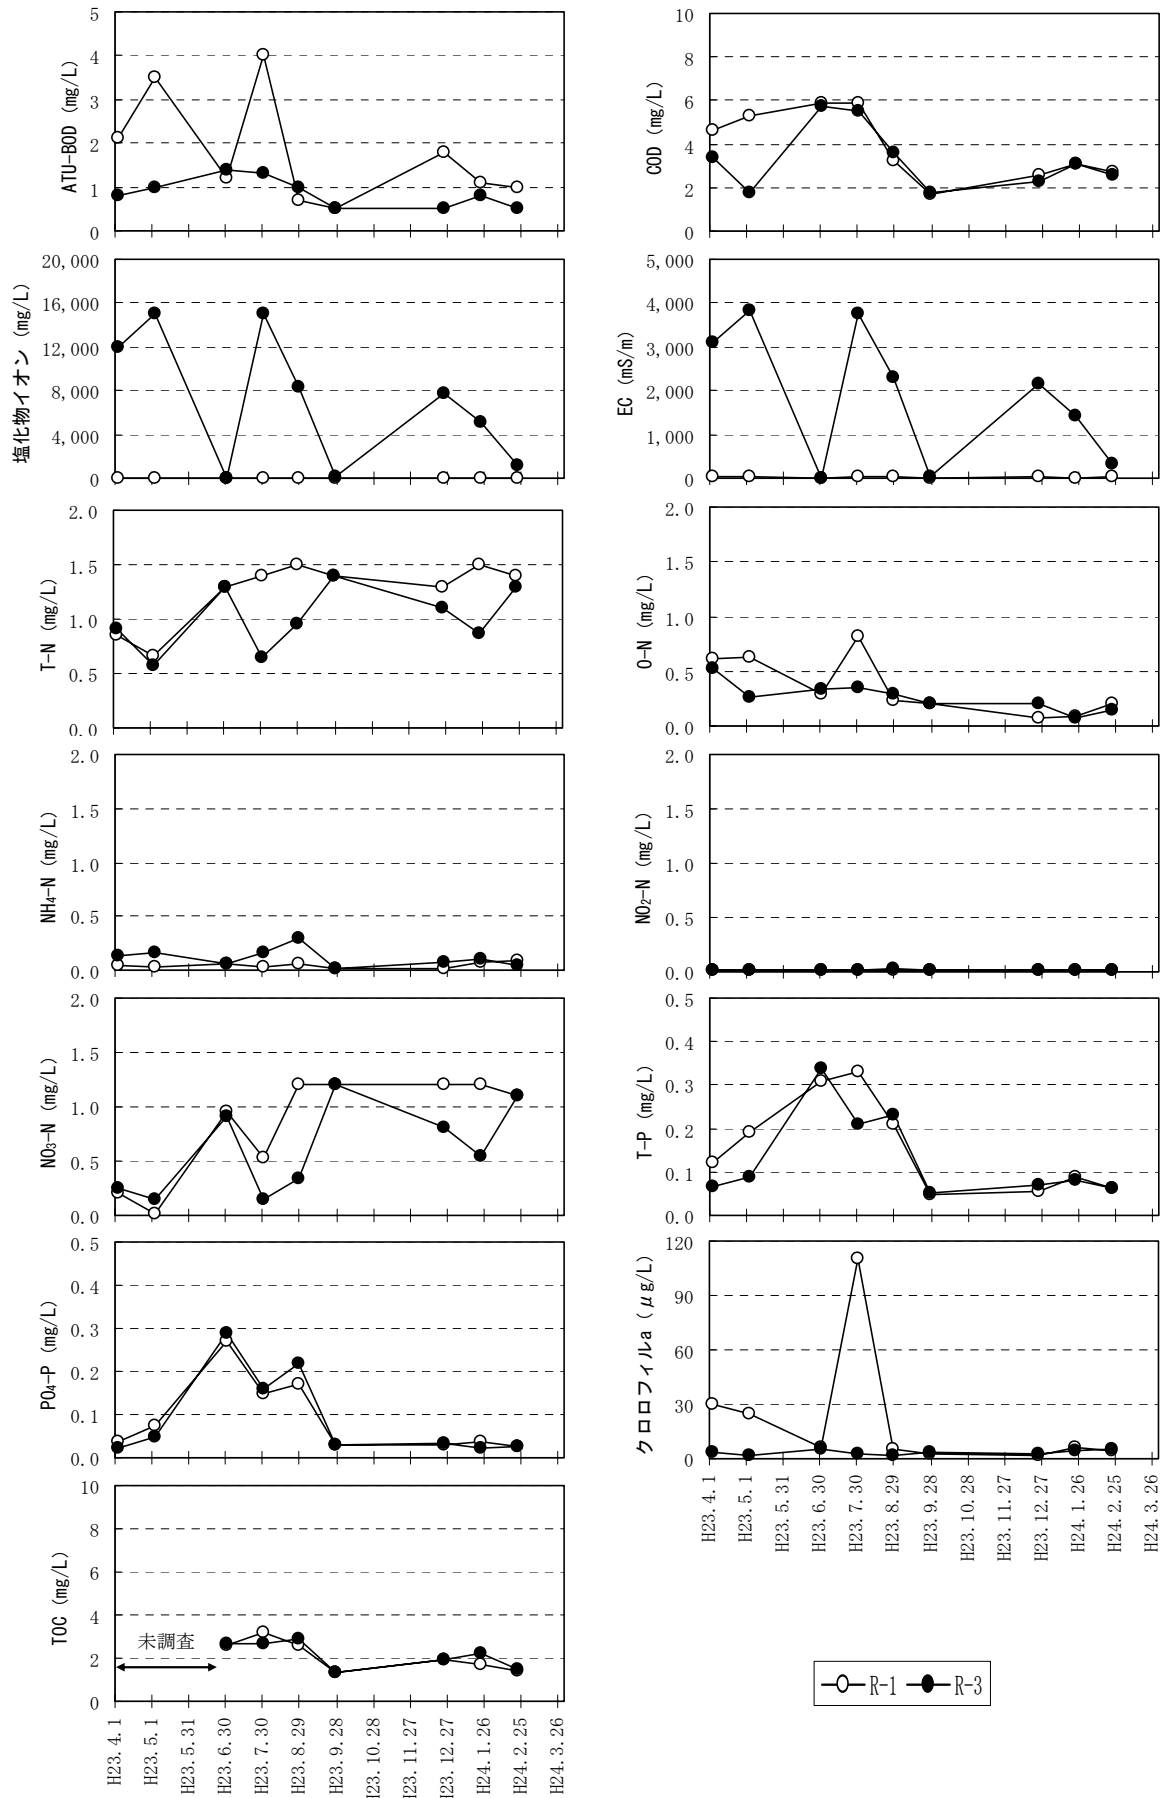 5
4
3
2
1
0
ATU-BOD (mg/L)
10
8
6
4
2
0
COD (mg/L)
20,000
16,000
12,000
8,000
4,000
0
塩化物イオン (mg/L)
5,000
4,000
3,000
2,000
1,000
0
EC (mS/m)
2.0
1.5
1.0
0.5
0.0
T-N (mg/L)
2.0
1.5
1.0
0.5
0.0
O-N (mg/L)
2.0
1.5
1.0
0.5
0.0
NH₄-N (mg/L)
2.0
1.5
1.0
0.5
0.0
NO₂-N (mg/L)
2.0
1.5
1.0
0.5
0.0
NO₃-N (mg/L)
0.5
0.4
0.3
0.2
0.1
0.0
T-P (mg/L)
0.5
0.4
0.3
0.2
0.1
0.0
PO₄-P (mg/L)
120
90
60
30
0
クロロフィルa (μg/L)
H23.4.1
H23.5.1
H23.5.31
H23.6.30
H23.7.30
H23.8.29
H23.9.28
H23.10.28
H23.11.27
H23.12.27
H24.1.26
H24.2.25
H24.3.26
10
8
6
4
2
0
TOC (mg/L)
未調査
H23.4.1
H23.5.1
H23.5.31
H23.6.30
H23.7.30
H23.8.29
H23.9.28
H23.10.28
H23.11.27
H23.12.27
H24.1.26
H24.2.25
H24.3.26
R-1 R-3